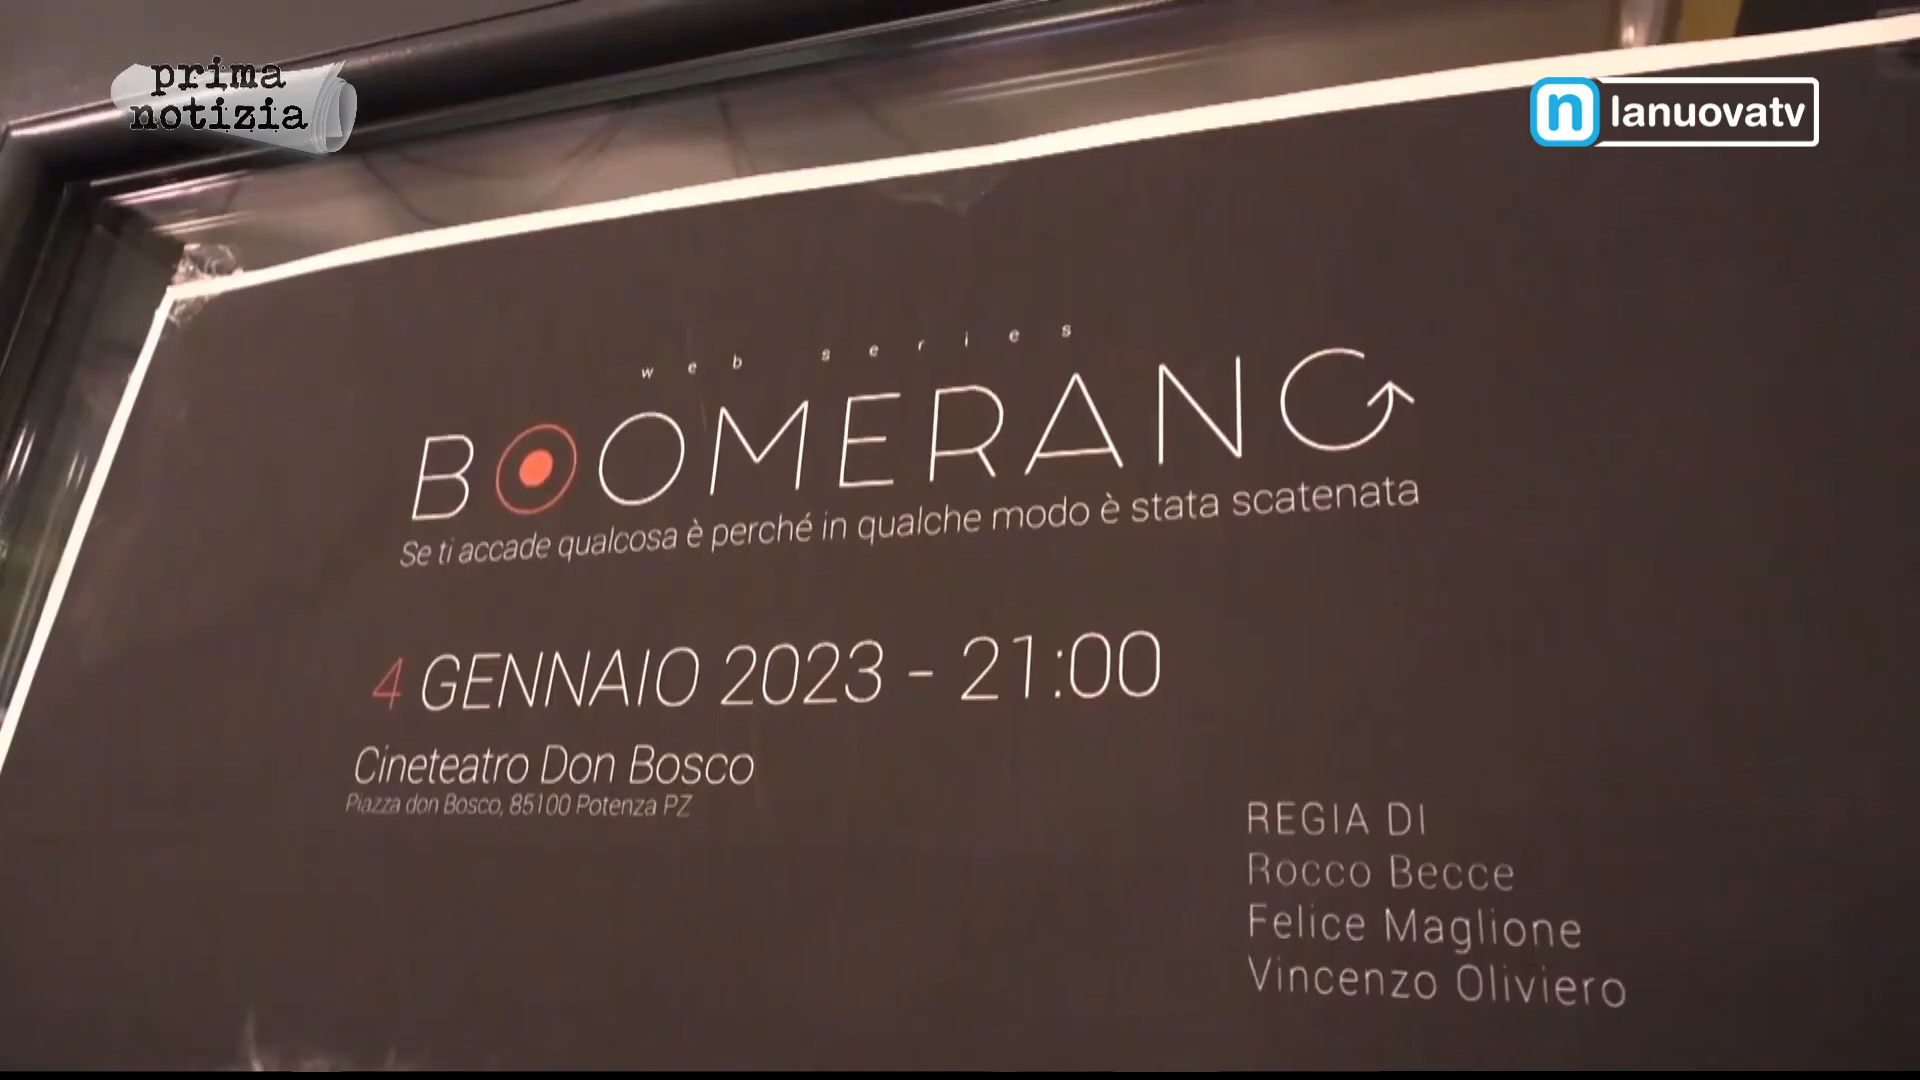 prima
notizia
n lanuovatv
web series
BOOMERANG
Se ti accade qualcosa è perché in qualche modo è stata scatenata
4 GENNAIO 2023 - 21:00
Cineteatro Don Bosco
Piazza don Bosco, 85100 Potenza PZ
REGIA DI
Rocco Becce
Felice Maglione
Vincenzo Oliviero